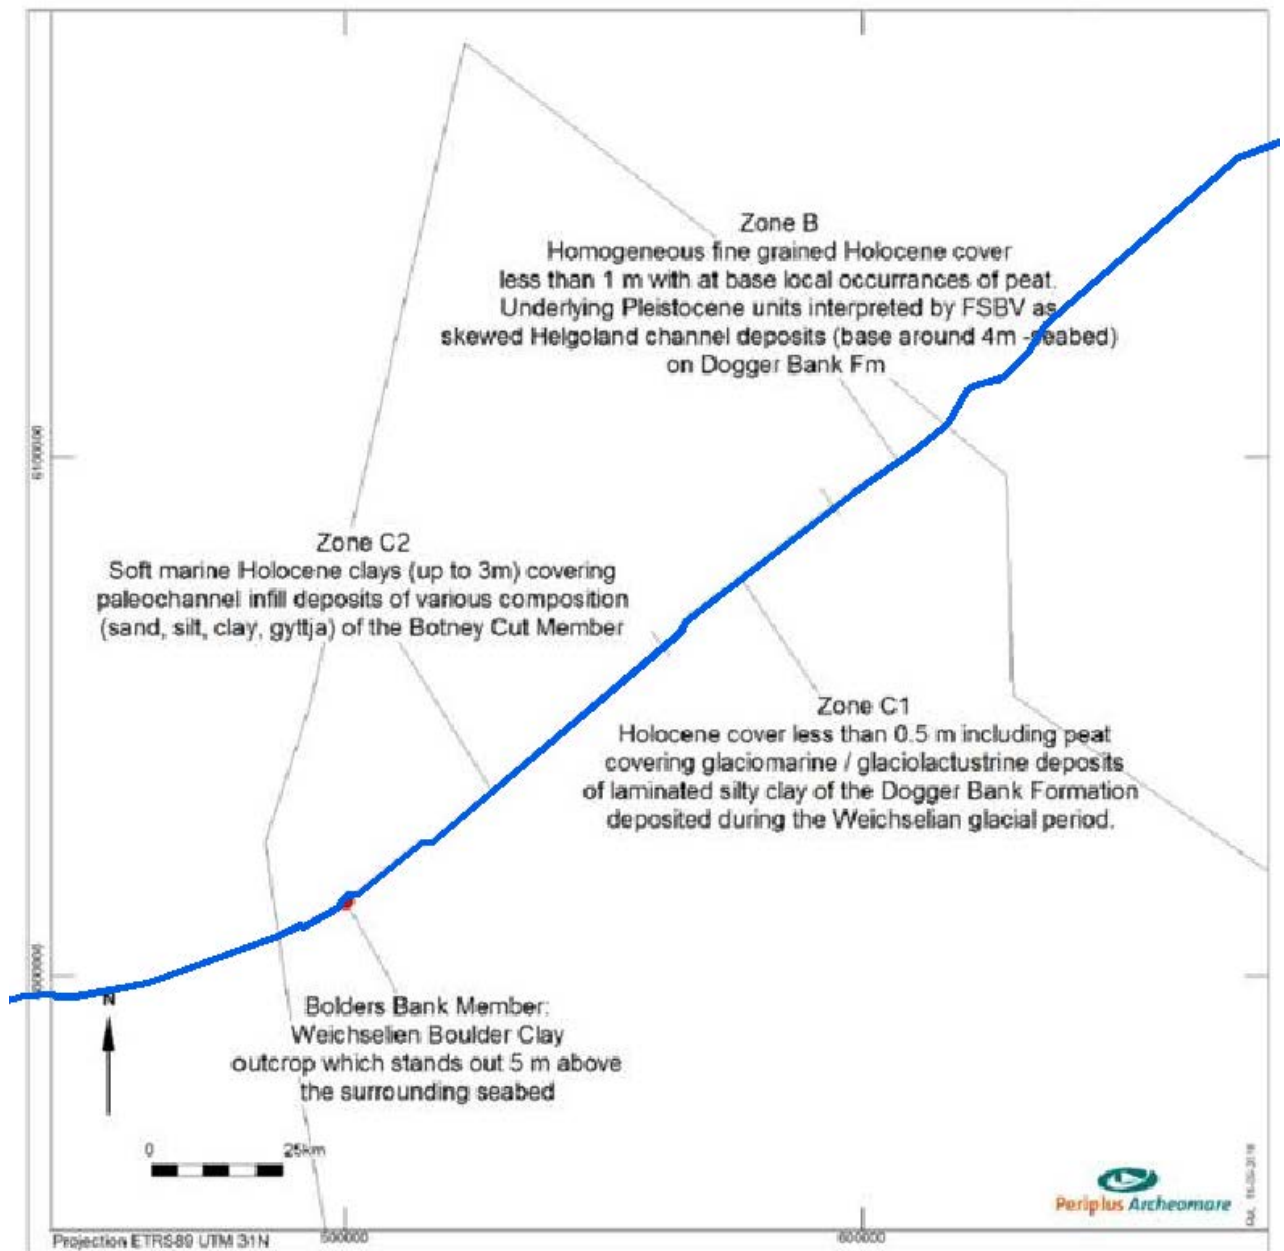 Zone B
Homogeneous fine grained Holocene cover
less than 1 m with at base local occurrances of peat.
Underlying Pleistocene units interpreted by FSBV as
skewed Helgoland channel deposits (base around 4m -seabed)
on Dogger Bank Fm
6100000
Zone C2
Soft marine Holocene clays (up to 3m) covering
paleochannel infill deposits of various composition
(sand, silt, clay, gyttja) of the Botney Cut Member
Zone C1
Holocene cover less than 0.5 m including peat
covering glaciomarine / glaciolactustrine deposits
of laminated silty clay of the Dogger Bank Formation
deposited during the Weichselian glacial period.
N
Bolders Bank Member:
Weichselien Boulder Clay
outcrop which stands out 5 m above
the surrounding seabed
0 25km
Periplus Archeomare
Projection ETRS89 UTM 31N
500000
600000